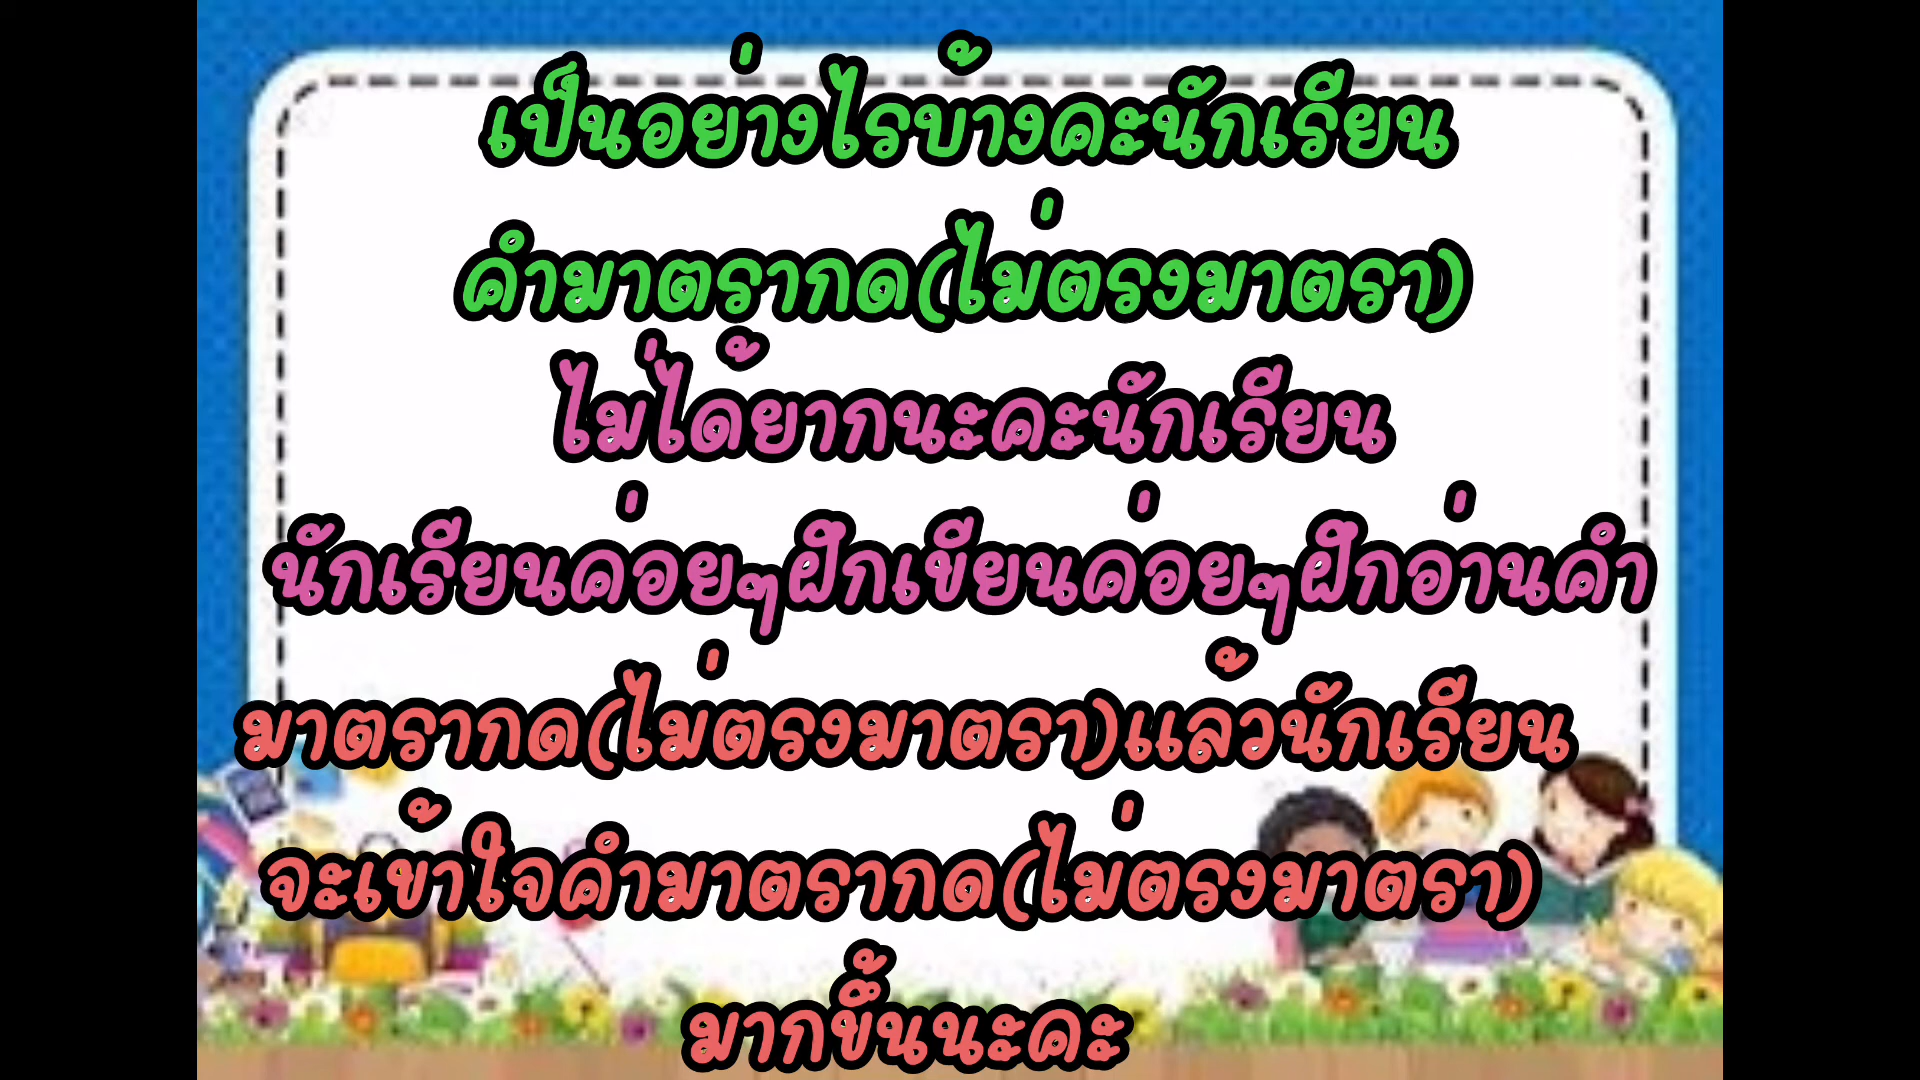 เป็นอย่างไรบ้างคะนักเรียน
คำมาตรากด(ไม่ตรงมาตรา)
ไม่ได้ยากนะคะนักเรียน
นักเรียนค่อยๆฝึกเขียนค่อยๆฝึกอ่านคำ
มาตรากด(ไม่ตรงมาตรา)แล้วนักเรียน
จะเข้าใจคำมาตรากด(ไม่ตรงมาตรา)
มากขึ้นนะคะ